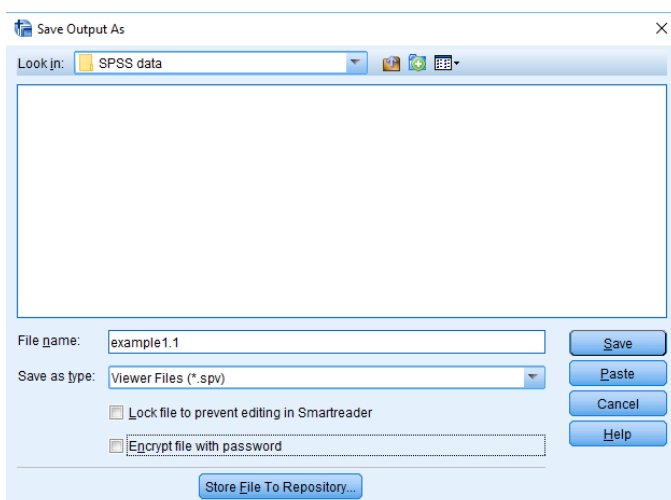 Save Output As
Look in: SPSS data
File name: example1.1
Save
Save as type: Viewer Files (*.spv)
Paste
Lock file to prevent editing in Smartreader
Cancel
Encrypt file with password
Help
Store File To Repository...